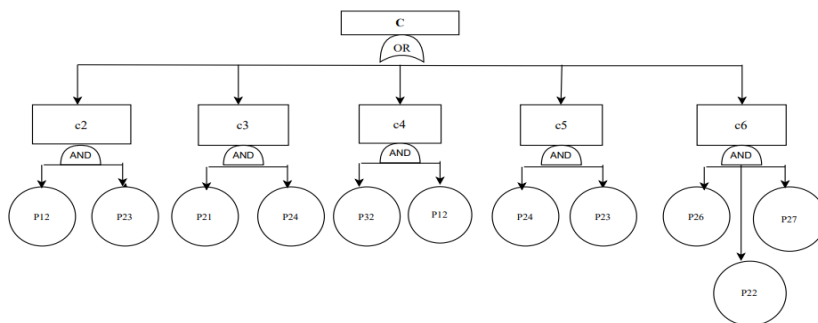 C
OR
c2
c3
c4
c5
c6
AND
AND
AND
AND
AND
P12
P23
P21
P24
P32
P12
P24
P23
P26
P27
P22